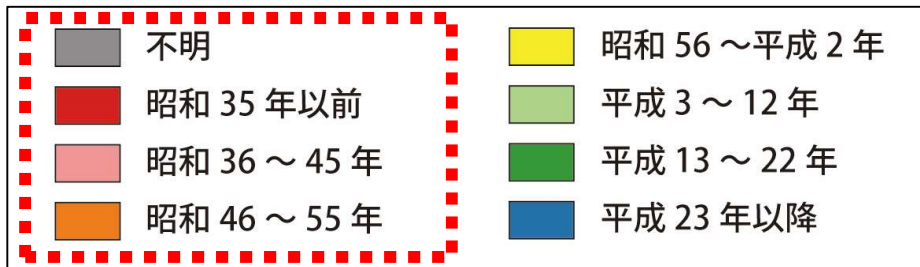 不明
昭和 35 年以前
昭和 36 ～ 45 年
昭和 46 ～ 55 年
昭和 56 ～平成 2 年
平成 3 ～ 12 年
平成 13 ～ 22 年
平成 23 年以降